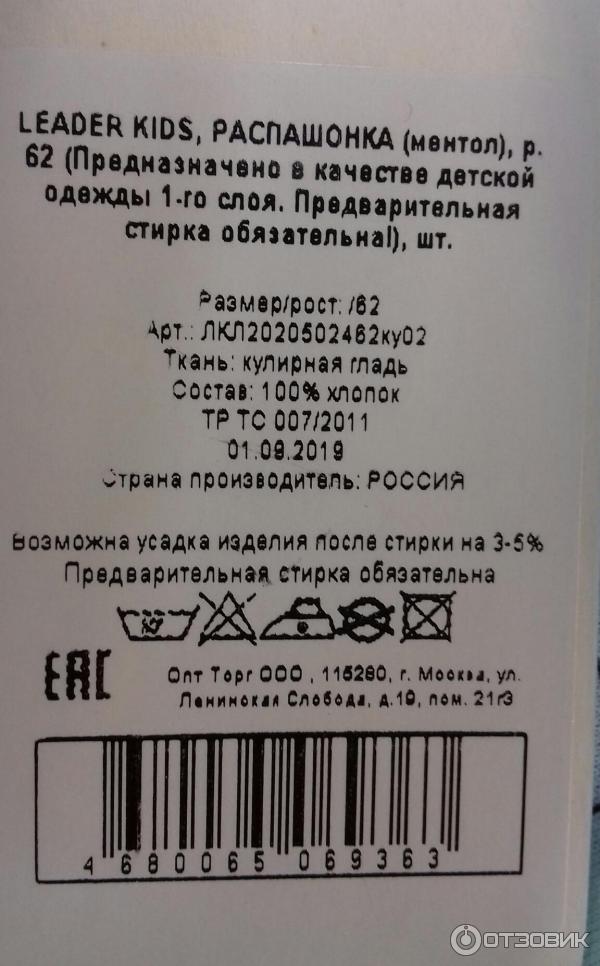 LEADER KIDS, РАСПАШОНКА (ментол), р.
62 (Предназначено в качестве детской
одежды 1-го слоя. Предварительная
стирка обязательна!), шт.
Размер/рост: /62
Арт.: ЛКЛ2020502462ку02
Ткань: кулирная гладь
Состав: 100% хлопок
ТР ТС 007/2011
01.09.2019
Страна производитель: РОССИЯ
Возможна усадка изделия после стирки на 3-5%
Предварительная стирка обязательна
EAC
Опт Торг ООО , 115280, г. Москва, ул.
Ленинская Слобода, д.19, пом. 21г3
4 680065 069363
ОТЗОВИК